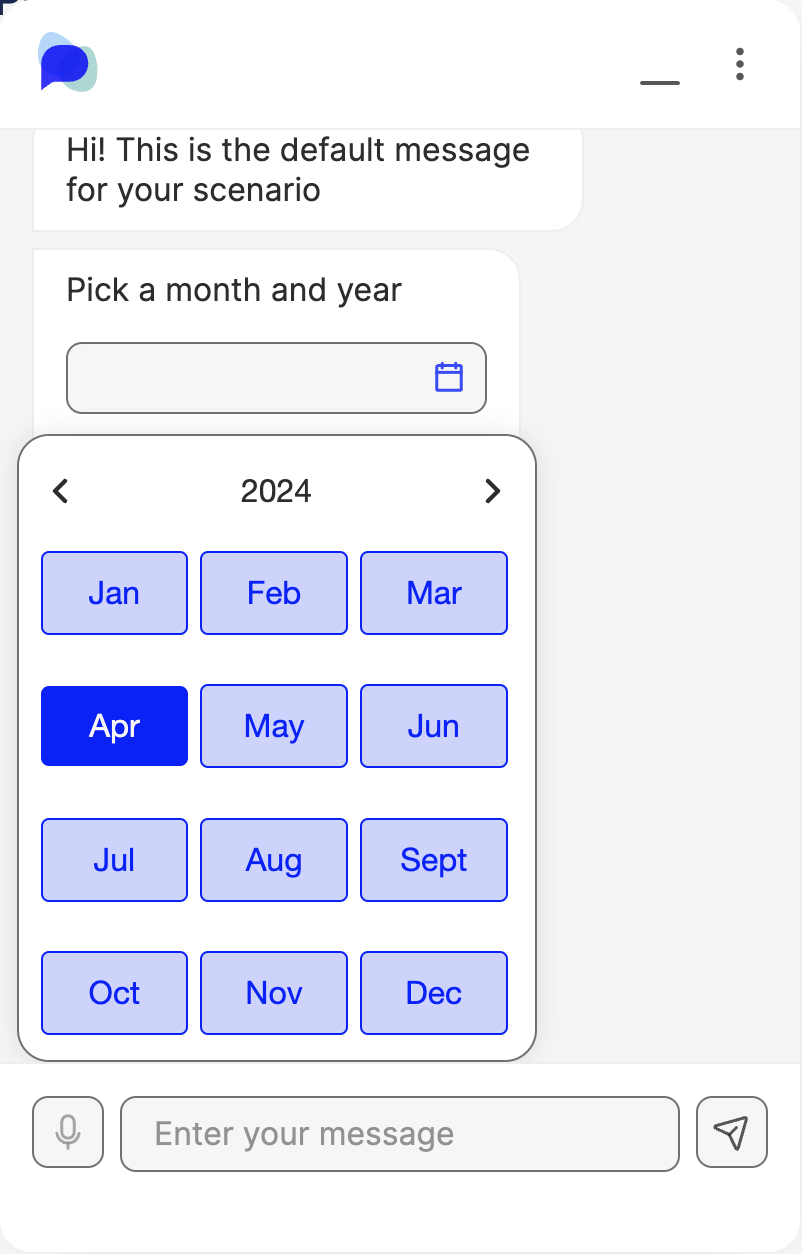 Hi! This is the default message
for your scenario
Pick a month and year
2024
Jan Feb Mar
Apr May Jun
Jul Aug Sept
Oct Nov Dec
Enter your message